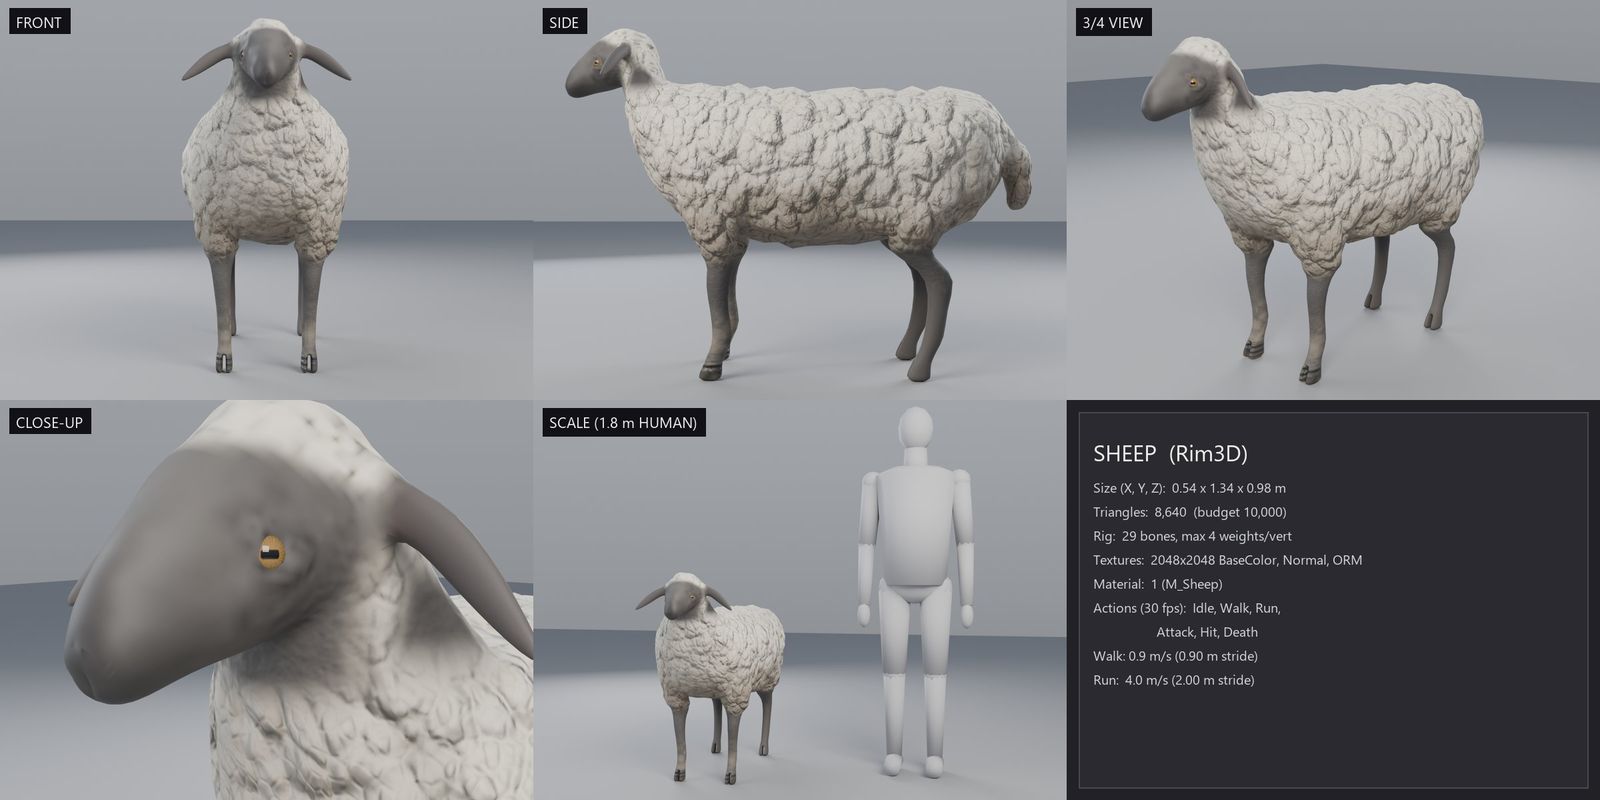 FRONT
SIDE
3/4 VIEW
CLOSE-UP
SCALE (1.8 m HUMAN)
SHEEP (Rim3D)
Size (X, Y, Z): 0.54 x 1.34 x 0.98 m
Triangles: 8,640 (budget 10,000)
Rig: 29 bones, max 4 weights/vert
Textures: 2048x2048 BaseColor, Normal, ORM
Material: 1 (M_Sheep)
Actions (30 fps): Idle, Walk, Run,
Attack, Hit, Death
Walk: 0.9 m/s (0.90 m stride)
Run: 4.0 m/s (2.00 m stride)